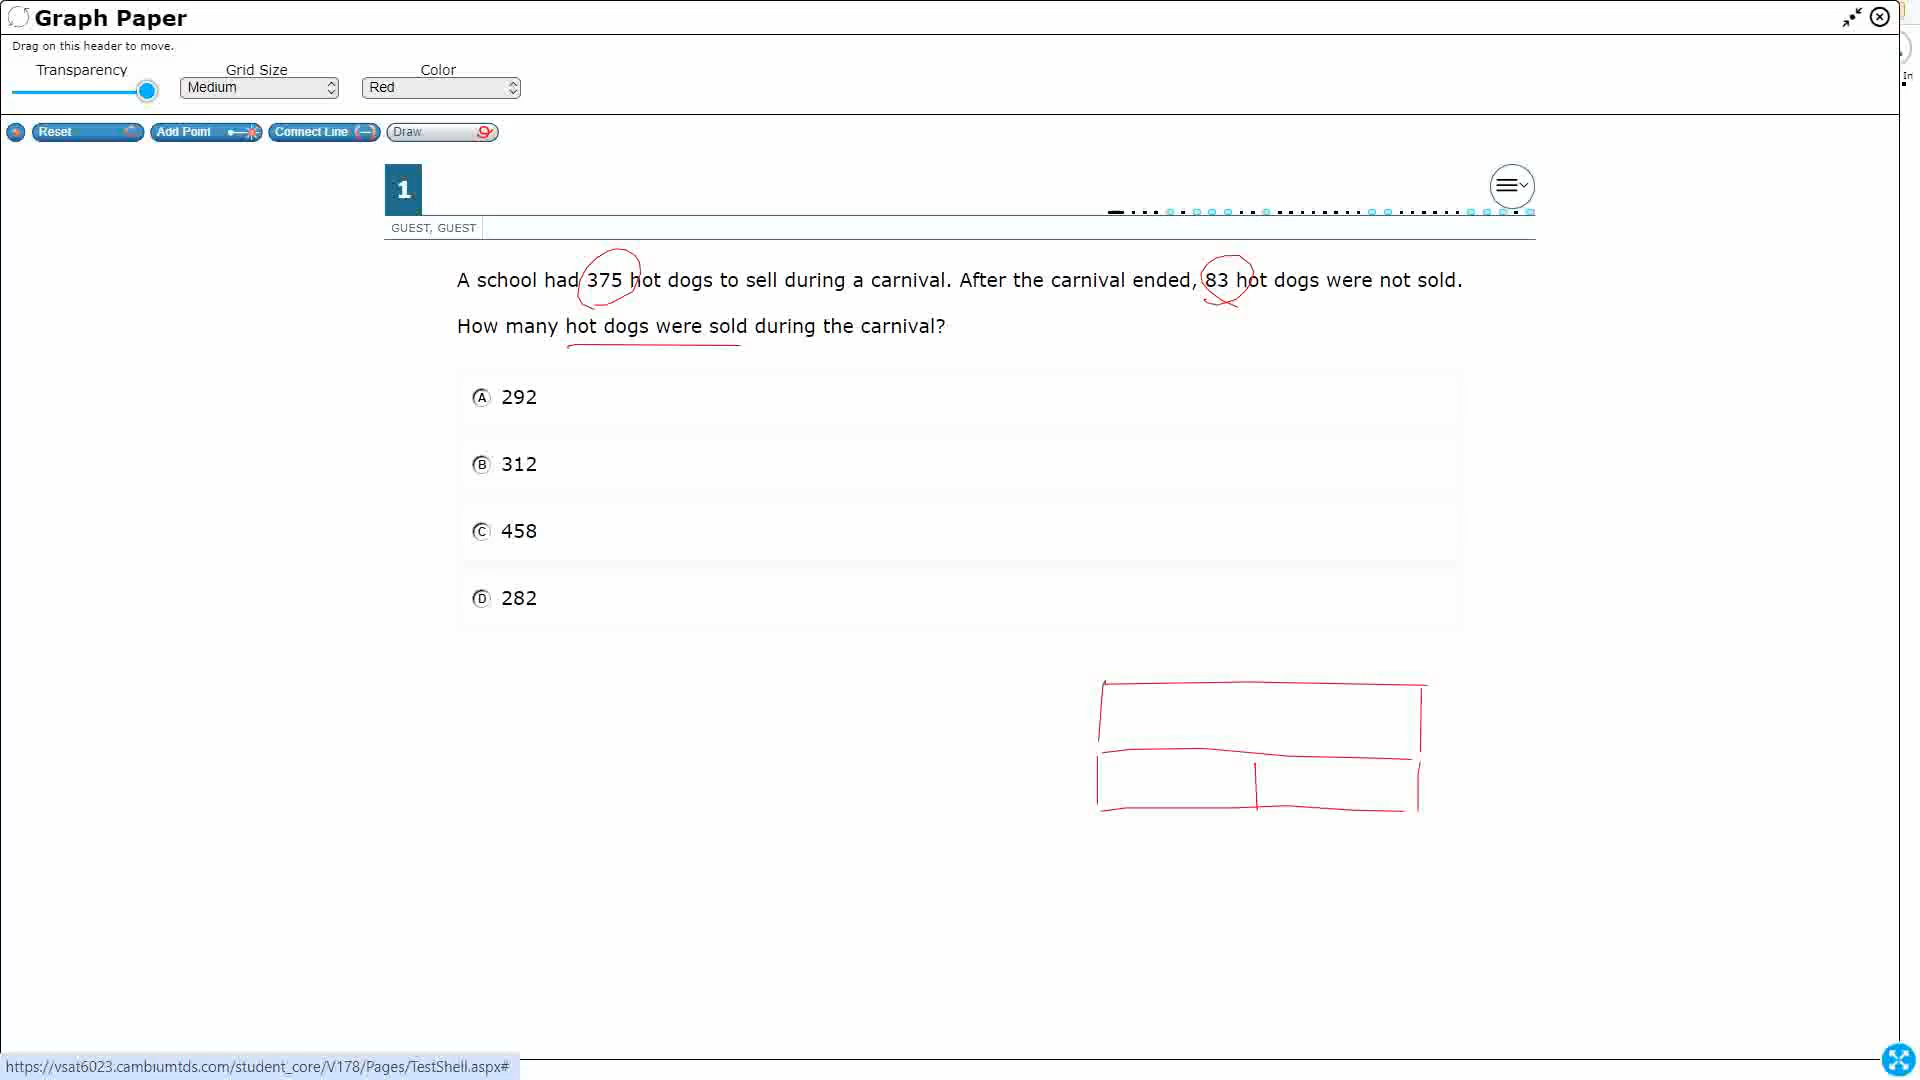 Graph Paper
Drag on this header to move.
Transparency
Grid Size
Color
Medium
Red
Reset
Add Point
Connect Line
Draw
1
GUEST, GUEST
A school had 375 hot dogs to sell during a carnival. After the carnival ended, 83 hot dogs were not sold.
How many hot dogs were sold during the carnival?
A 292
B 312
C 458
D 282
In
https://vsat6023.cambiumtds.com/student_core/V178/Pages/TestShell.aspx#